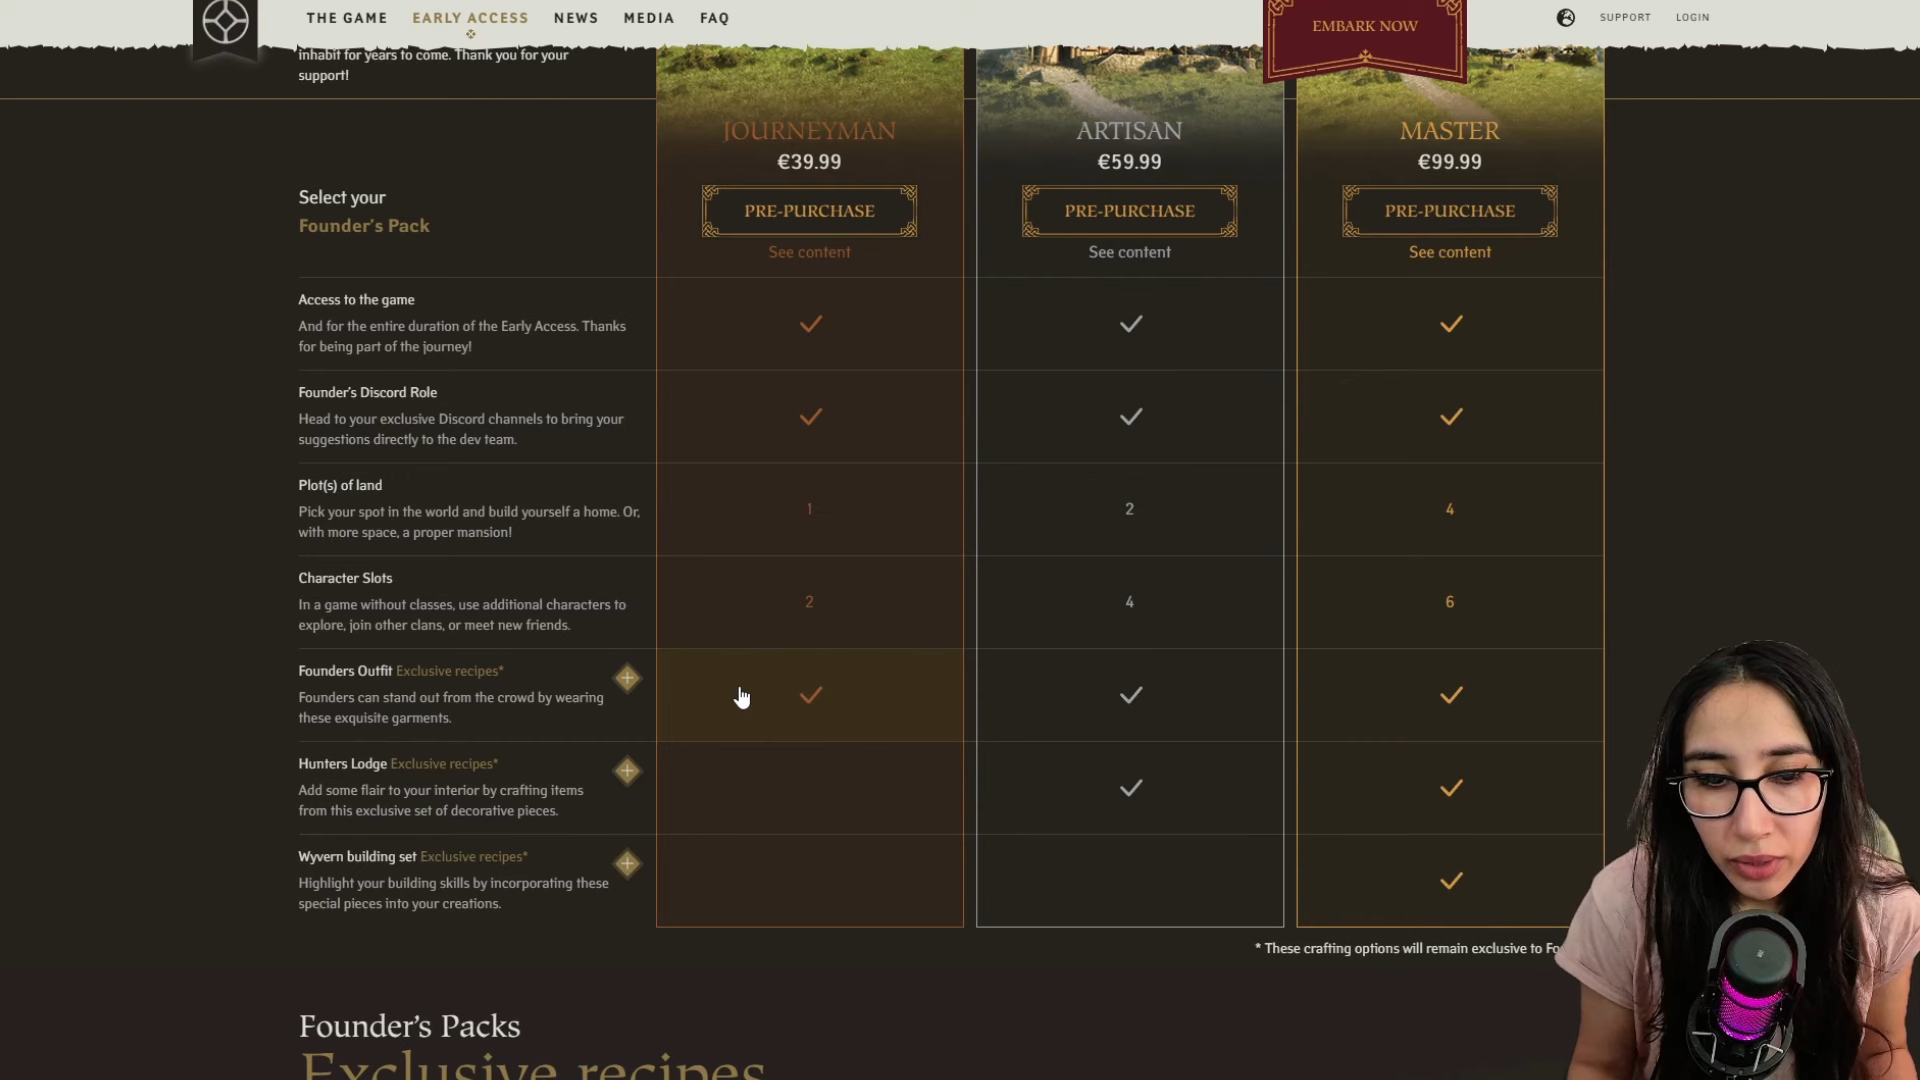 THE GAME
EARLY ACCESS
NEWS
MEDIA
FAQ
EMBARK NOW
SUPPORT
LOGIN
inhabit for years to come. Thank you for your
support!
JOURNEYMAN
€39.99
PRE-PURCHASE
See content
ARTISAN
€59.99
PRE-PURCHASE
See content
MASTER
€99.99
PRE-PURCHASE
See content
Select your
Founder's Pack
Access to the game
And for the entire duration of the Early Access. Thanks
for being part of the journey!
Founder's Discord Role
Head to your exclusive Discord channels to bring your
suggestions directly to the dev team.
Plot(s) of land
Pick your spot in the world and build yourself a home. Or,
with more space, a proper mansion!
1
2
4
Character Slots
In a game without classes, use additional characters to
explore, join other clans, or meet new friends.
2
4
6
Founders Outfit Exclusive recipes*
Founders can stand out from the crowd by wearing
these exquisite garments.
Hunters Lodge Exclusive recipes*
Add some flair to your interior by crafting items
from this exclusive set of decorative pieces.
Wyvern building set Exclusive recipes*
Highlight your building skills by incorporating these
special pieces into your creations.
* These crafting options will remain exclusive to
Founder's Packs
Exclusive recipes